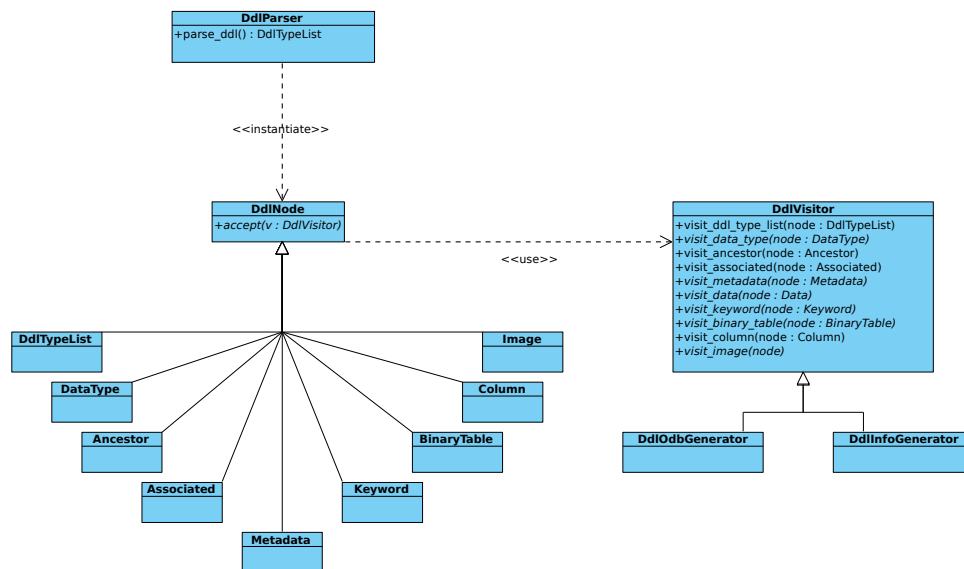 DdlParser
+parse_ddl() : DdlTypeList
<<instantiate>>
DdlNode
+accept(v : DdlVisitor)
<<use>>
DdlVisitor
+visit_ddl_type_list(node : DdlTypeList)
+visit_data_type(node : DataType)
+visit_ancestor(node : Ancestor)
+visit_associated(node : Associated)
+visit_metadata(node : Metadata)
+visit_data(node : Data)
+visit_keyword(node : Keyword)
+visit_binary_table(node : BinaryTable)
+visit_column(node : Column)
+visit_image(node)
DdlTypeList
Image
DataType
Column
Ancestor
BinaryTable
Associated
Keyword
Metadata
DdlOdbGenerator
DdlInfoGenerator